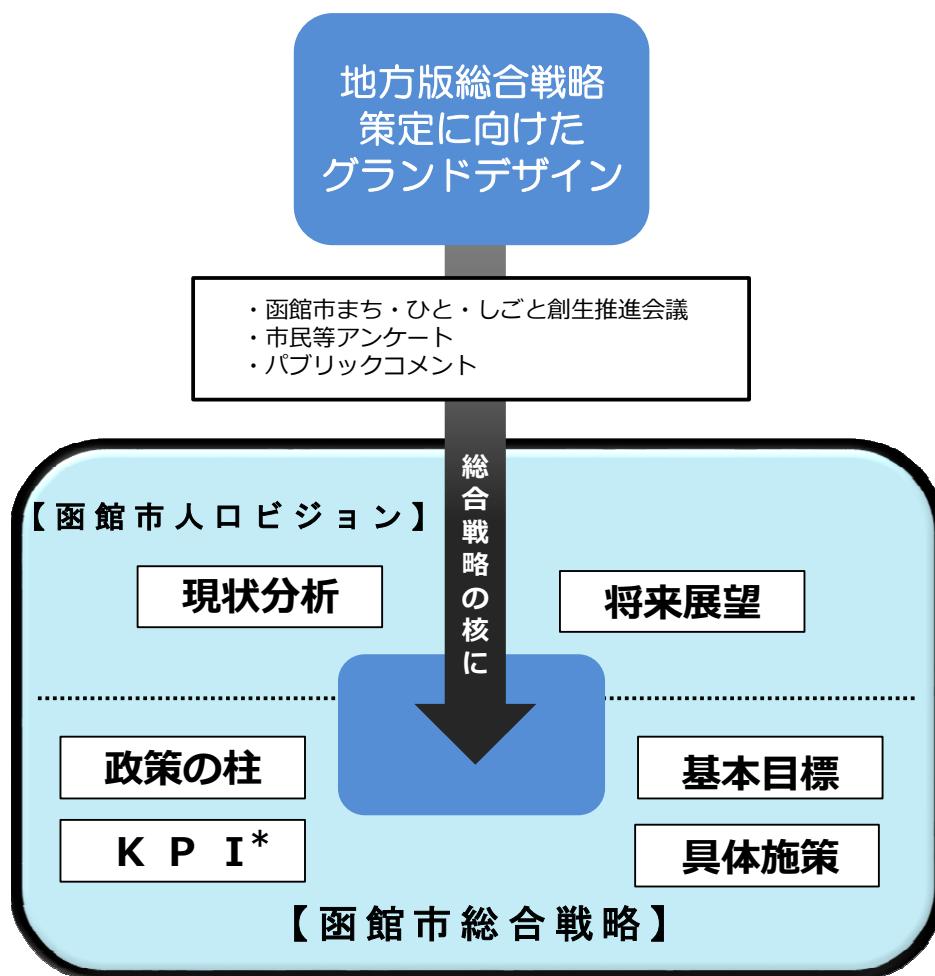 地方版総合戦略
策定に向けた
グランドデザイン
・函館市まち・ひと・しごと創生推進会議
・市民等アンケート
・パブリックコメント
総合戦略の核に
【函館市人口ビジョン】
現状分析
将来展望
政策の柱
基本目標
KPI*
具体施策
【函館市総合戦略】